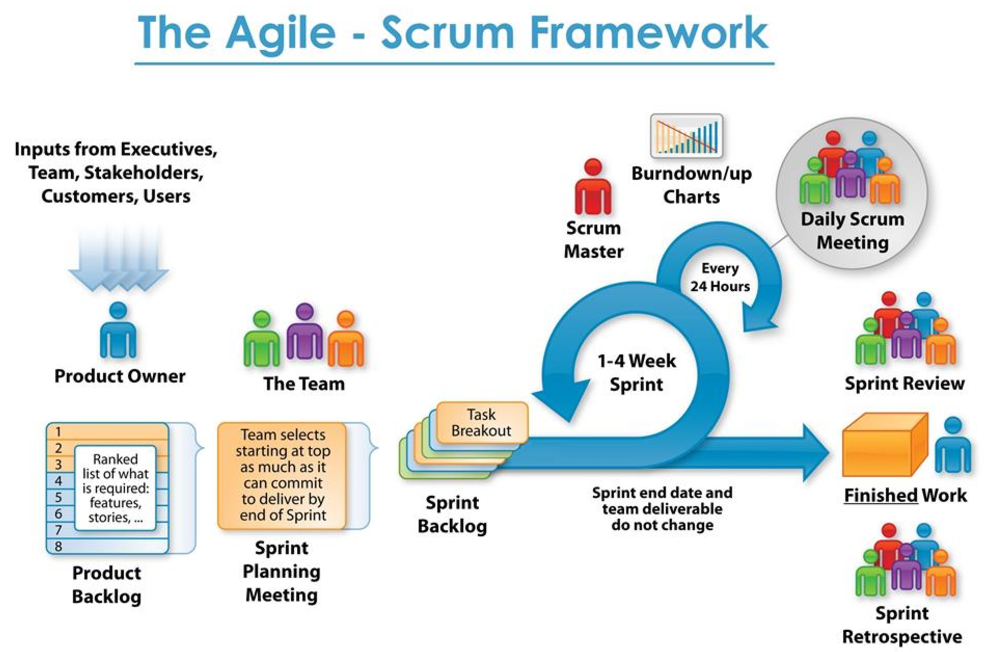 The Agile - Scrum Framework
Inputs from Executives,
Team, Stakeholders,
Customers, Users
Product Owner
The Team
1
2
3
4
5
6
7
8
Ranked
list of what
is required:
features,
stories, ...
Product
Backlog
Team selects
starting at top
as much as it
can commit
to deliver by
end of Sprint
Sprint
Planning
Meeting
Task
Breakout
Sprint
Backlog
Scrum
Master
Burndown/up
Charts
Every
24 Hours
1-4 Week
Sprint
Sprint end date and
team deliverable
do not change
Daily Scrum
Meeting
Sprint Review
Finished Work
Sprint
Retrospective